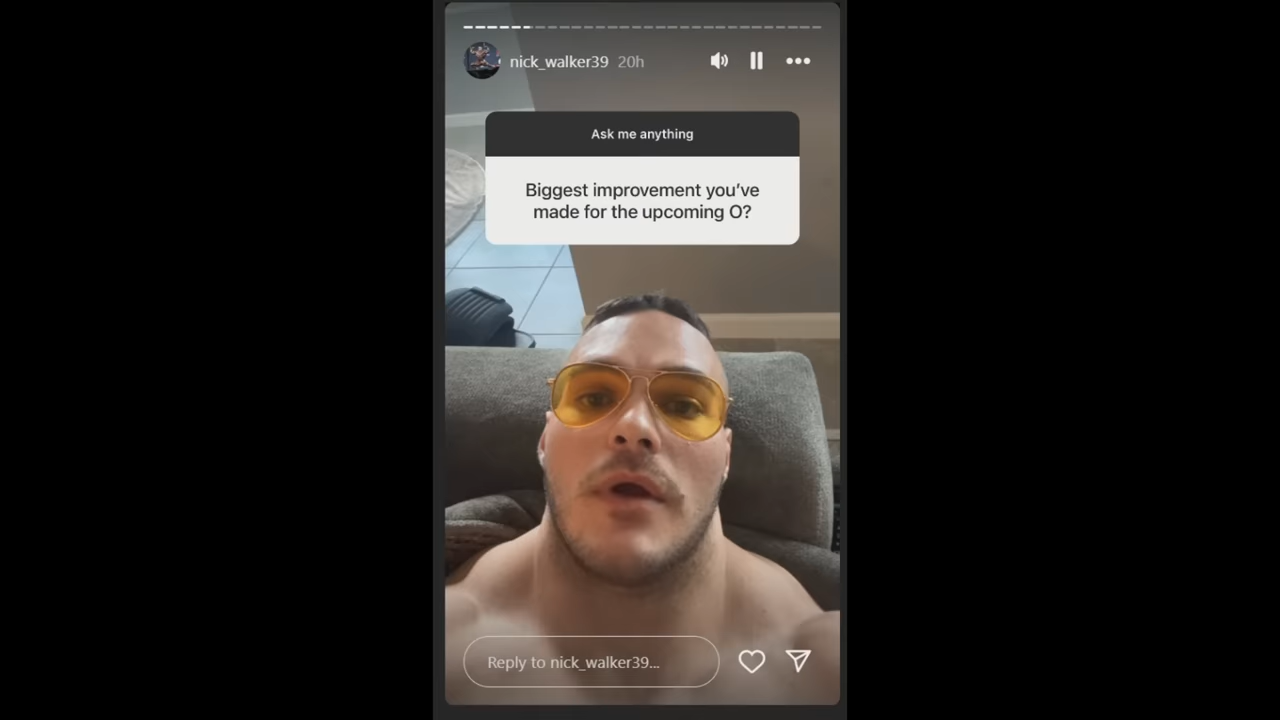 nick_walker39 20h
Ask me anything
Biggest improvement you've
made for the upcoming O?
Reply to nick_walker39...